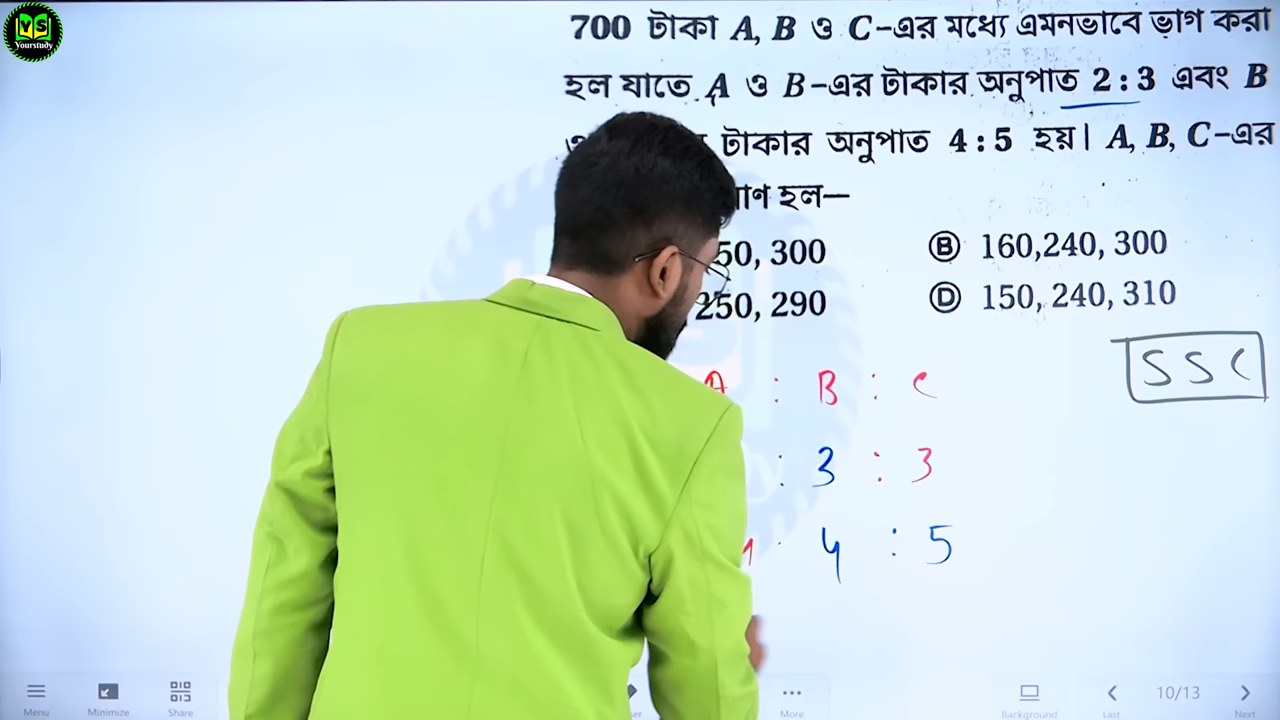 Yourstudy
700 টাকা A, B ও C-এর মধ্যে এমনভাবে ভাগ করা
হল যাতে A ও B-এর টাকার অনুপাত 2 : 3 এবং B
টাকার অনুপাত 4 : 5 হয়। A, B, C-এর
হল—
50, 300
Ⓑ 160,240, 300
250, 290
Ⓓ 150, 240, 310
SSC
A : B : C
: 3 : 3
4 : 5
Menu
Minimize
Share
More
Background
Last
10/13
Next